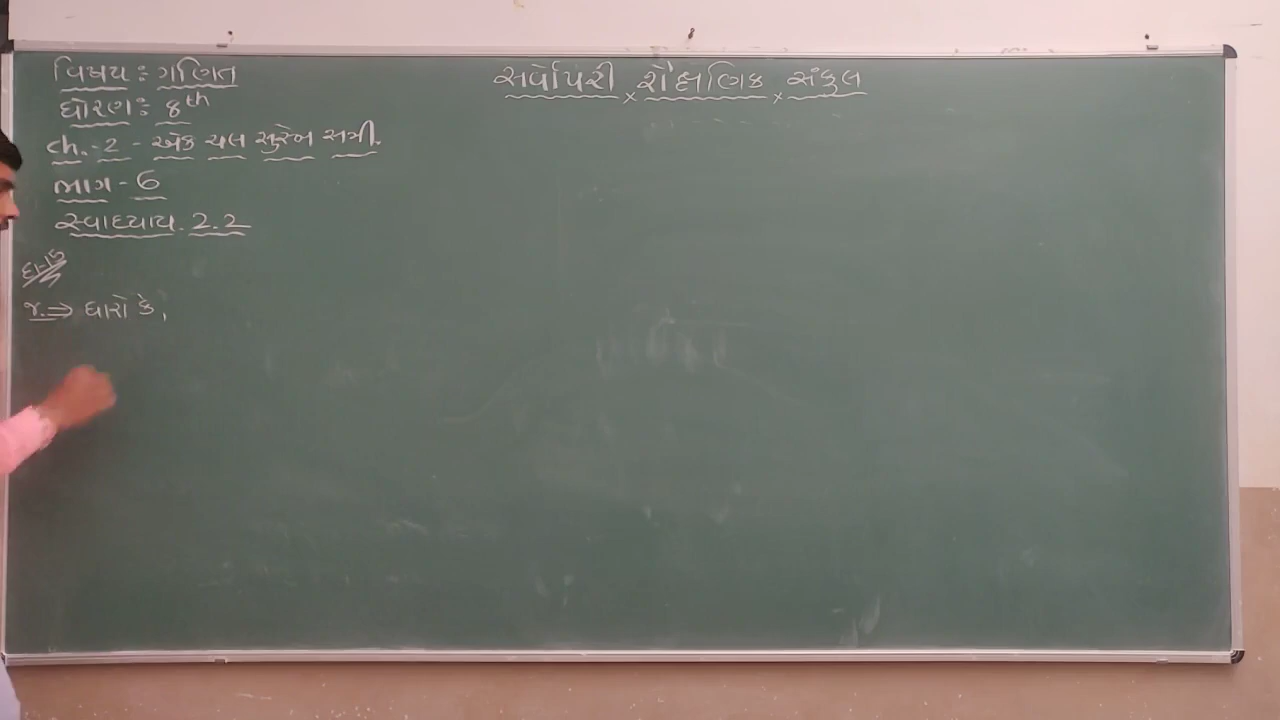 સર્વોપરી શૈક્ષણિક સંકુલ
વિષય : ગણિત
ધોરણ : 8th
ch. - 2 - એક ચલ સુરેખ સમી.
ભાગ - 6
સ્વાધ્યાય. 2.2
જ. ⇒ ધારો કે,